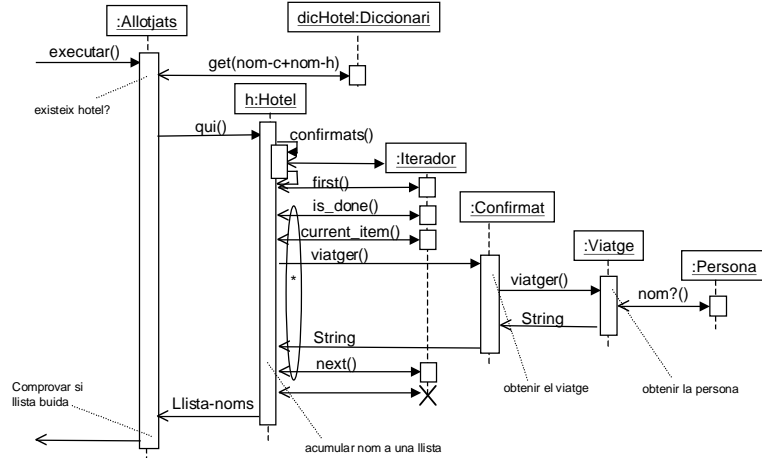 :Allotjats
dicHotel:Diccionari
executar()
get(nom-c+nom-h)
existeix hotel?
h:Hotel
qui()
confirmats()
:Iterador
first()
is_done()
:Confirmat
current_item()
:Viatge
viatger()
:Persona
viatger()
nom?()
*
String
String
next()
obtenir el viatge
obtenir la persona
Comprovar si
llista buida
Llista-noms
acumular nom a una llista